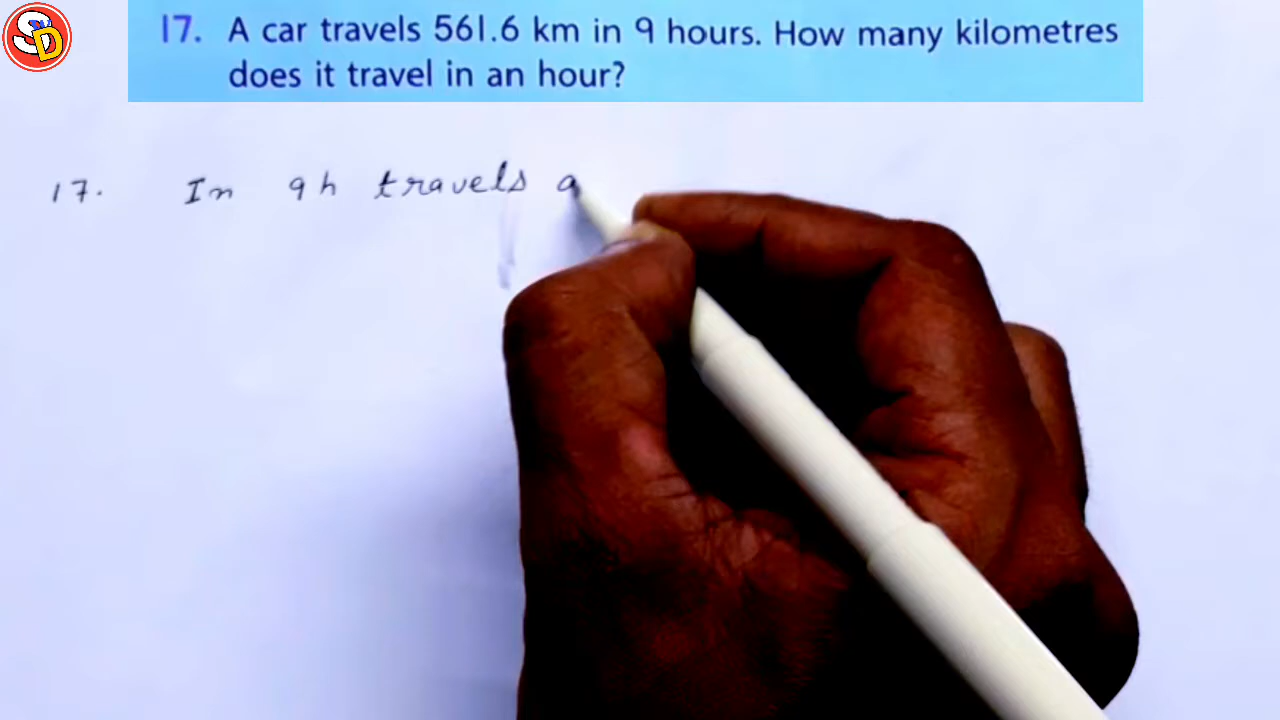 SD
17. A car travels 561.6 km in 9 hours. How many kilometres
does it travel in an hour?
17. In 9h travels a